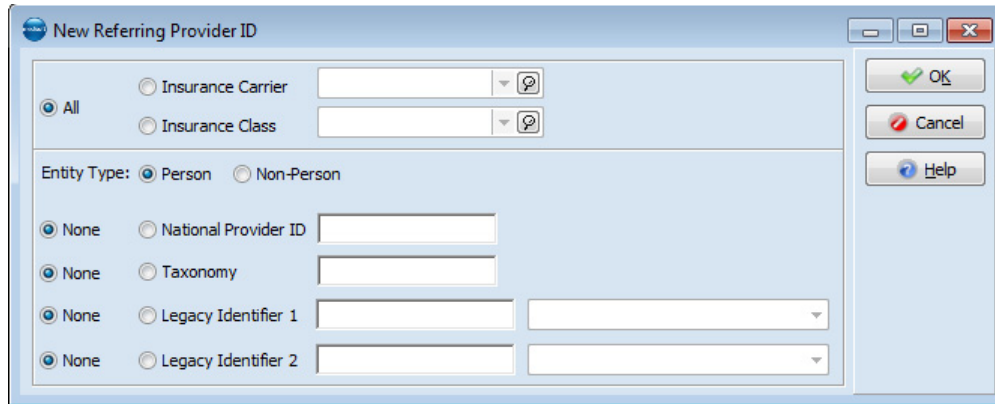 New Referring Provider ID
All
Insurance Carrier
Insurance Class
OK
Cancel
Help
Entity Type: Person Non-Person
None National Provider ID
None Taxonomy
None Legacy Identifier 1
None Legacy Identifier 2